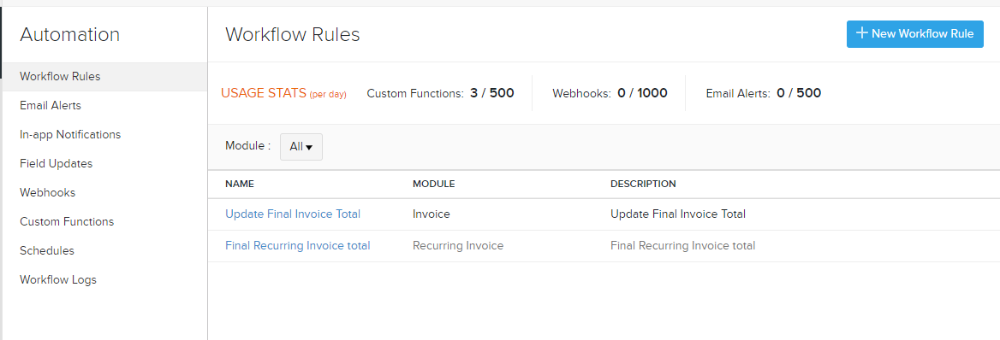 Automation
Workflow Rules
Email Alerts
In-app Notifications
Field Updates
Webhooks
Custom Functions
Schedules
Workflow Logs
Workflow Rules
+ New Workflow Rule
USAGE STATS (per day) Custom Functions: 3 / 500 Webhooks: 0 / 1000 Email Alerts: 0 / 500
Module : All
NAME MODULE DESCRIPTION
Update Final Invoice Total Invoice Update Final Invoice Total
Final Recurring Invoice total Recurring Invoice Final Recurring Invoice total